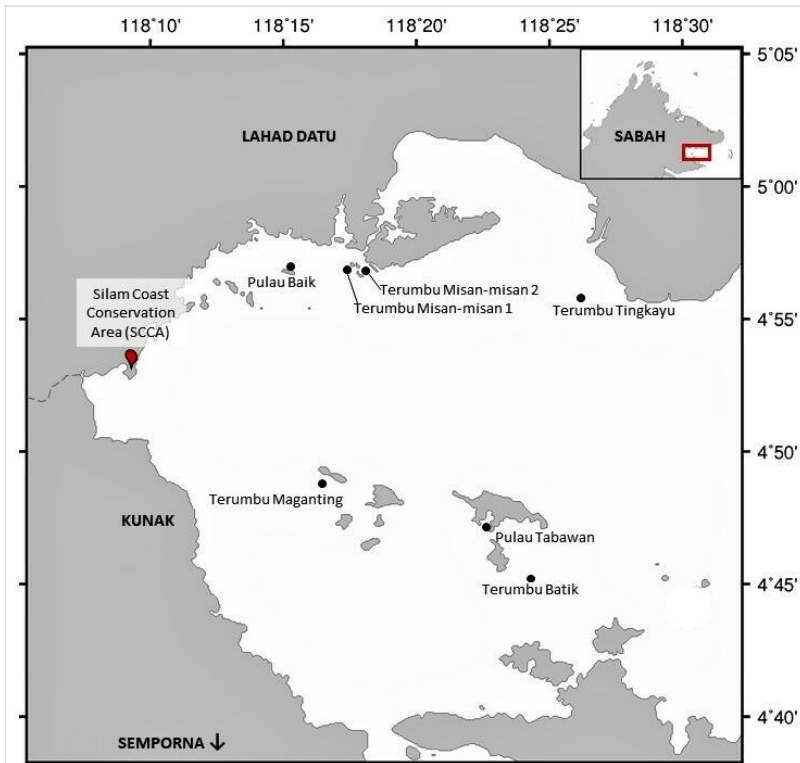 118°10'
118°15'
118°20'
118°25'
118°30'
5°05'
LAHAD DATU
SABAH
5°00'
Pulau Baik
Terumbu Misan-misan 2
Terumbu Misan-misan 1
Terumbu Tingkayu
Silam Coast
Conservation
Area (SCCA)
4°55'
4°50'
Terumbu Maganting
KUNAK
Pulau Tabawan
Terumbu Batik
4°45'
4°40'
SEMPORNA ↓